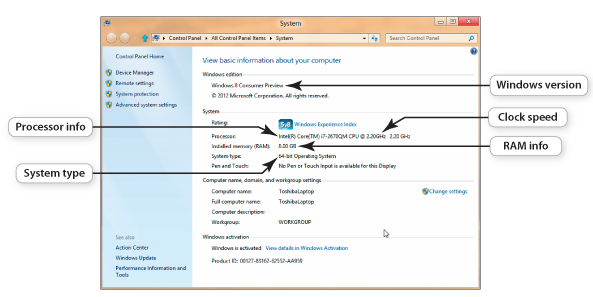 System
Control Panel ▸ All Control Panel Items ▸ System
Search Control Panel
Control Panel Home
Device Manager
Remote settings
System protection
Advanced system settings
See also
Action Center
Windows Update
Performance Information and
Tools
View basic information about your computer
Windows edition
Windows 8 Consumer Preview
© 2012 Microsoft Corporation. All rights reserved.
System
Rating: 5.8 Windows Experience Index
Processor: Intel(R) Core(TM) i7-2670QM CPU @ 2.20GHz 2.20 GHz
Installed memory (RAM): 8.00 GB
System type: 64-bit Operating System
Pen and Touch: No Pen or Touch Input is available for this Display
Computer name, domain, and workgroup settings
Computer name: ToshibaLaptop
Change settings
Full computer name: ToshibaLaptop
Computer description:
Workgroup: WORKGROUP
Windows activation
Windows is activated View details in Windows Activation
Product ID: 00127-83162-62552-AA959
Processor info
System type
Windows version
Clock speed
RAM info